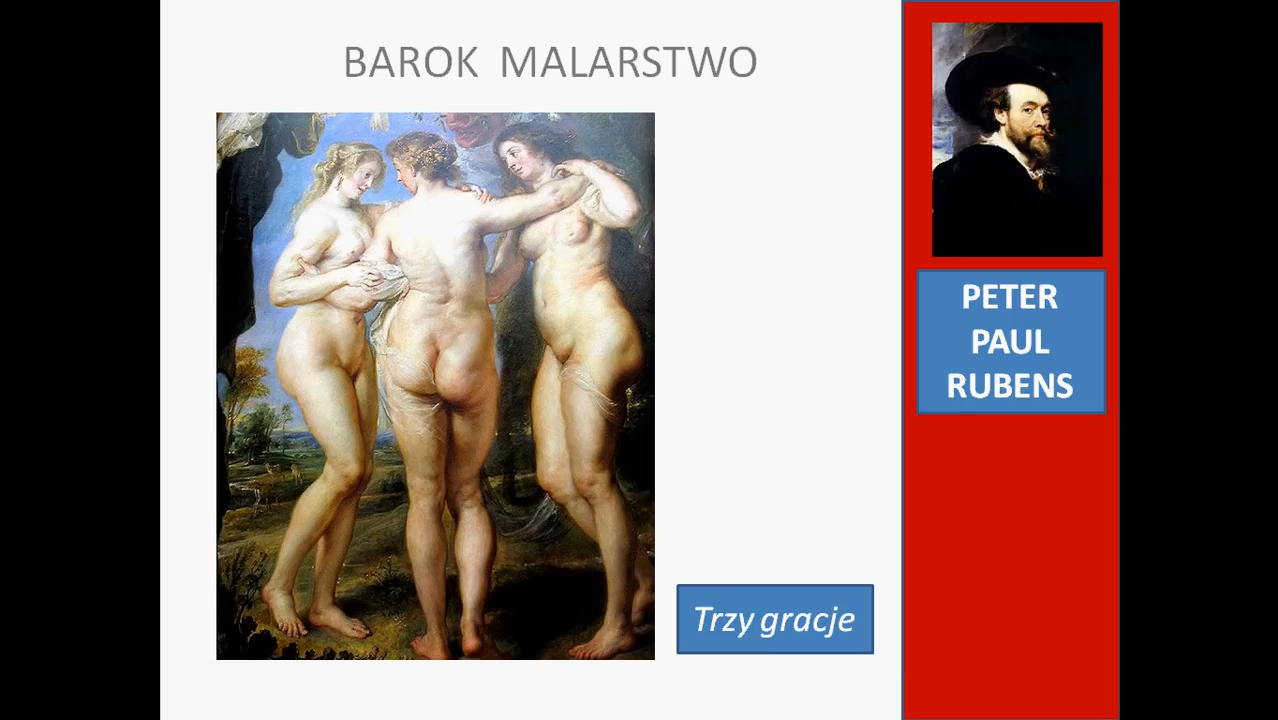 BAROK MALARSTWO
PETER
PAUL
RUBENS
Trzy gracje